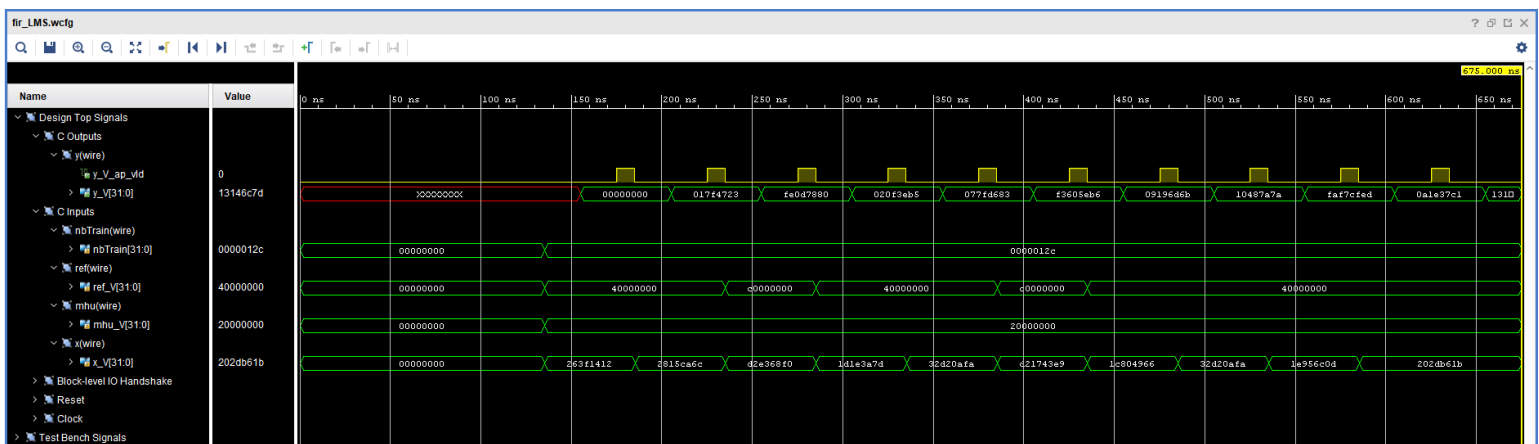 fir_LMS.wcfg
675.000 ns
Name Value 0 ns 50 ns 100 ns 150 ns 200 ns 250 ns 300 ns 350 ns 400 ns 450 ns 500 ns 550 ns 600 ns 650 ns
Design Top Signals
C Outputs
y(wire)
y_V_ap_vld 0
y_V[31:0] 13146c7d XXXXXXXX 00000000 017f4723 fe0d7880 020f3eb5 077fd683 f3605eb6 09196d6b 10487a7a faf7cfed 0a1e37c1 131
C Inputs
nbTrain(wire)
nbTrain[31:0] 0000012c 00000000 0000012c
ref(wire)
ref_V[31:0] 40000000 00000000 40000000 c0000000 40000000 c0000000 40000000
mhu(wire)
mhu_V[31:0] 20000000 00000000 20000000
x(wire)
x_V[31:0] 202db61b 00000000 263f1412 2815ca6c d2e368f0 1d1e3a7d 32d20afa c21743e9 1c804966 32d20afa 1e956c0d 202db61b
Block-level IO Handshake
Reset
Clock
Test Bench Signals